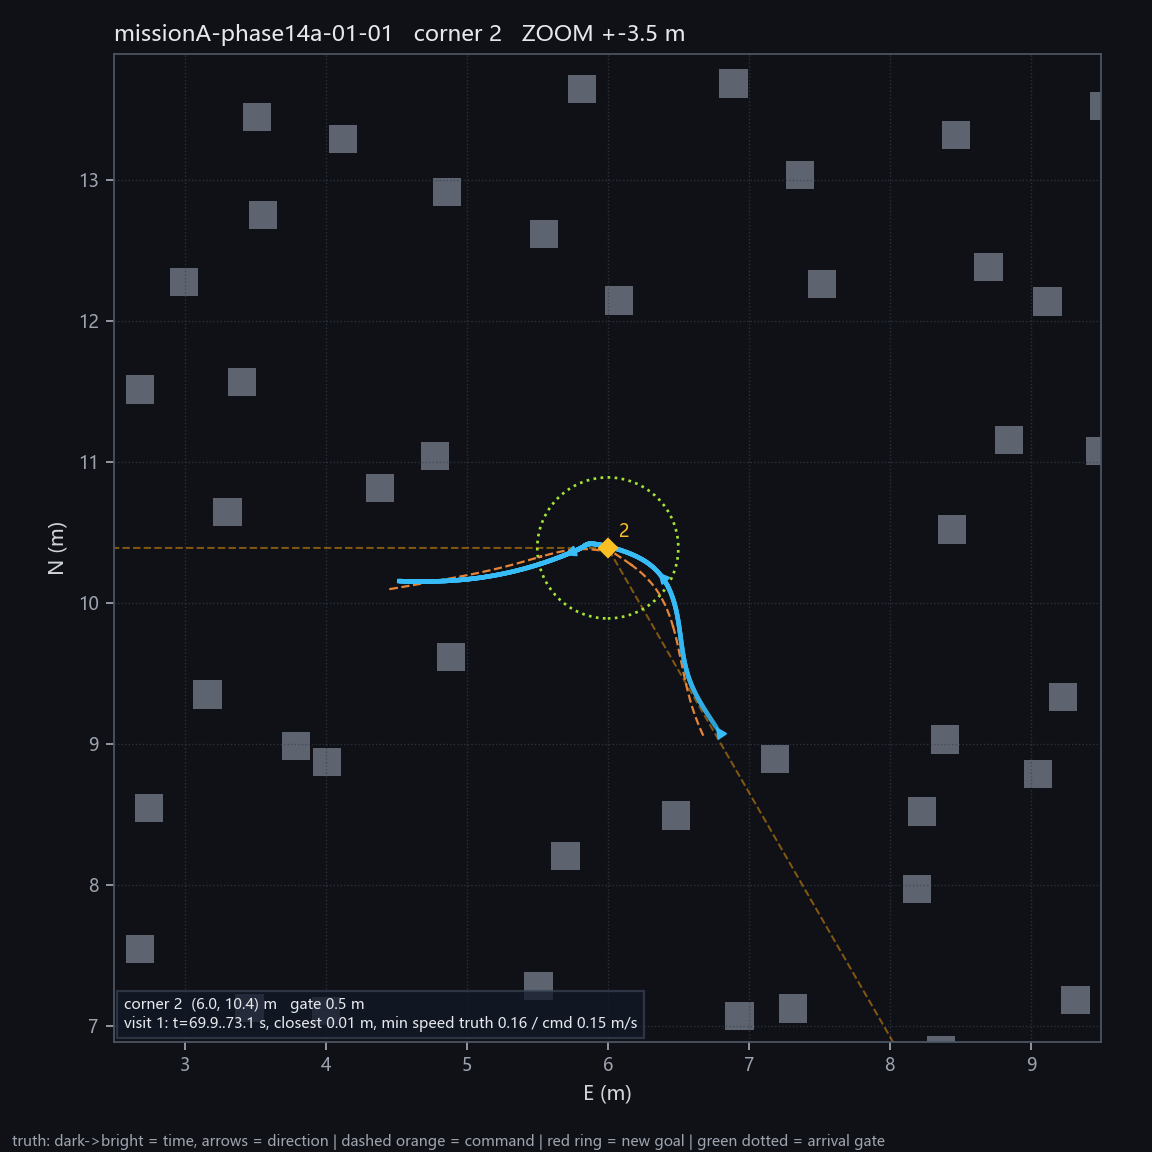 missionA-phase14a-01-01   corner 2   ZOOM +-3.5 m
13
12
11
10
9
8
7
N (m)
2
corner 2  (6.0, 10.4) m   gate 0.5 m
visit 1: t=69.9..73.1 s, closest 0.01 m, min speed truth 0.16 / cmd 0.15 m/s
3 4 5 6 7 8 9
E (m)
truth: dark->bright = time, arrows = direction | dashed orange = command | red ring = new goal | green dotted = arrival gate